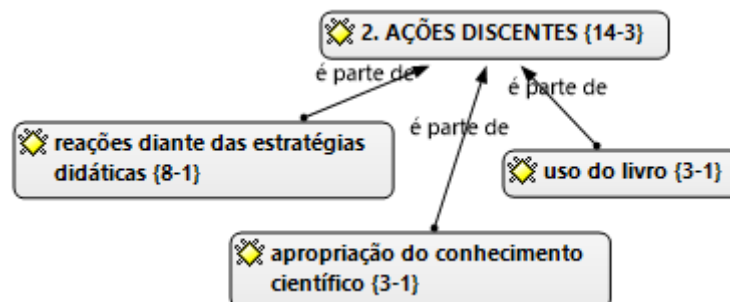 2. AÇÕES DISCENTES {14-3}
é parte de
é parte de
é parte de
reações diante das estratégias
didáticas {8-1}
uso do livro {3-1}
apropriação do conhecimento
científico {3-1}